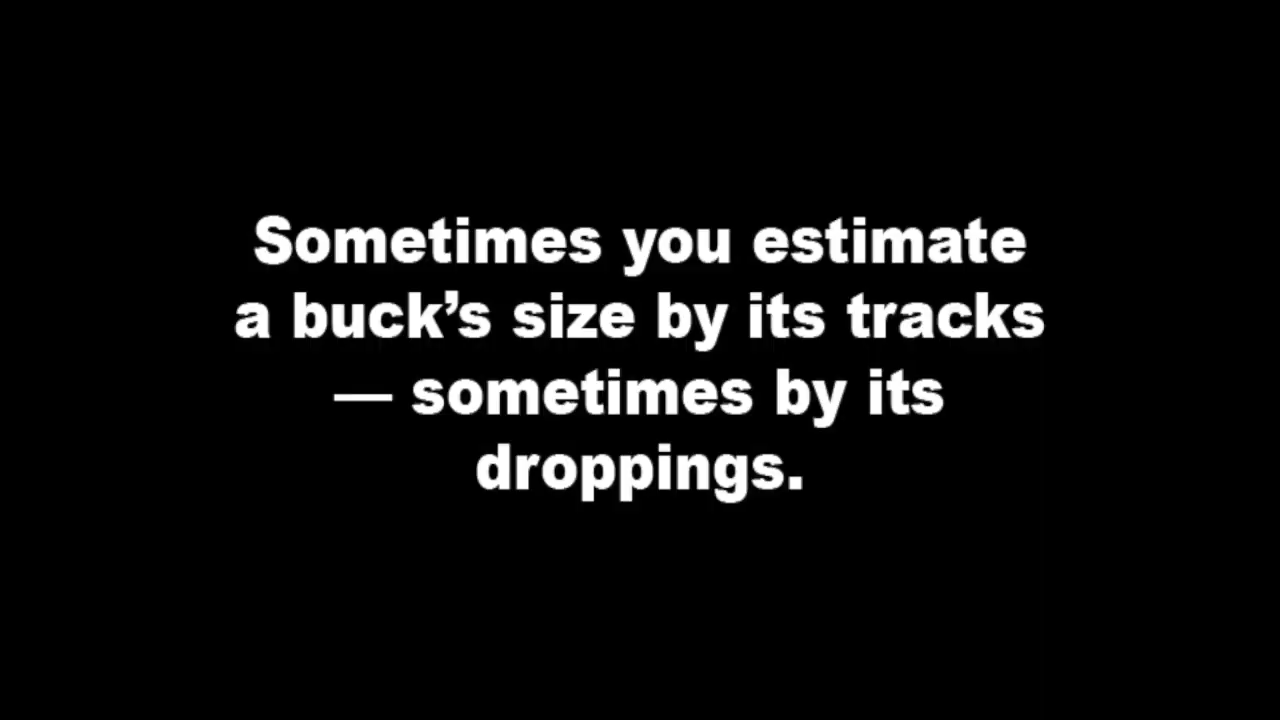 Sometimes you estimate
a buck’s size by its tracks
— sometimes by its
droppings.